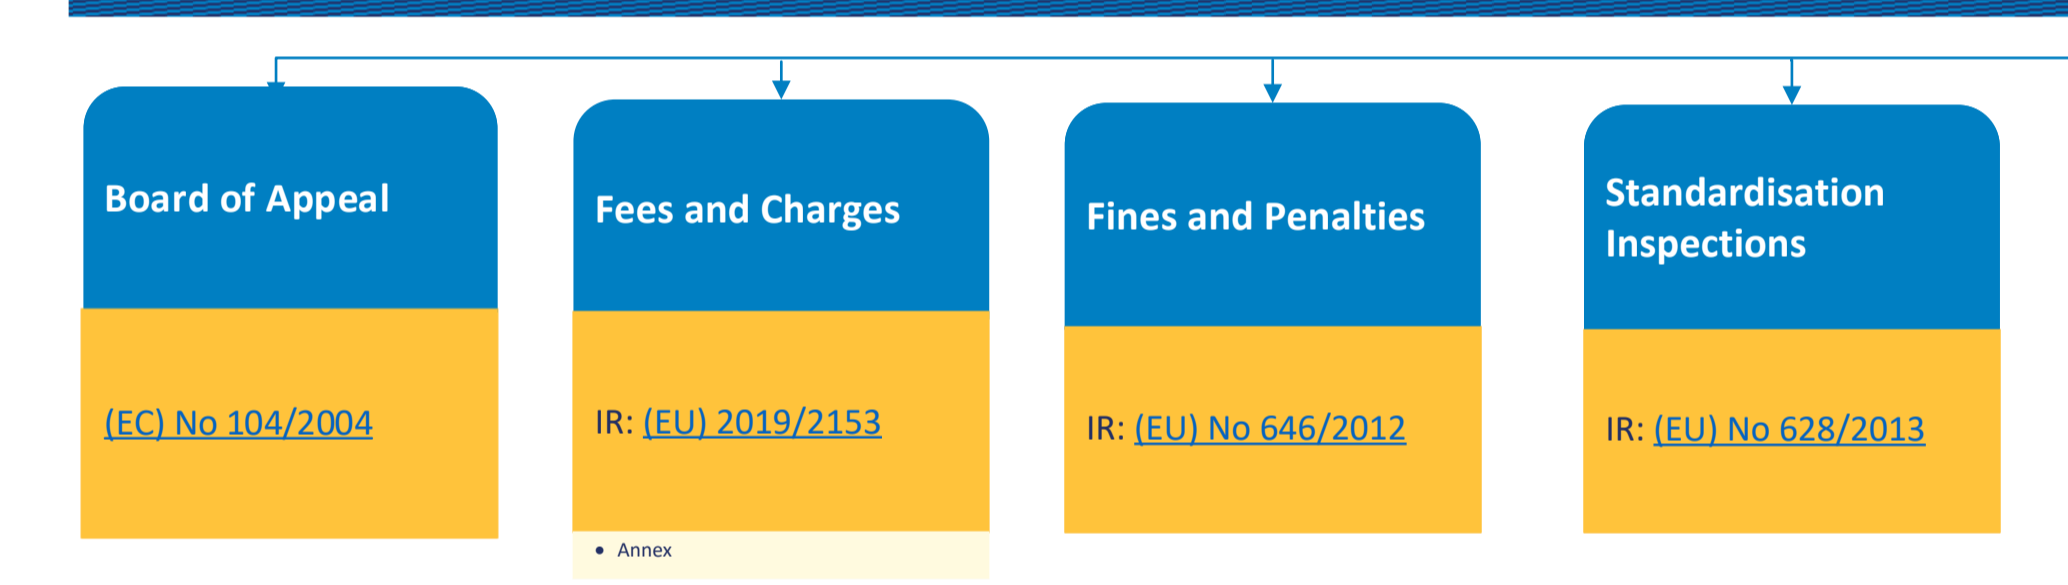 Board of Appeal
(EC) No 104/2004
Fees and Charges
IR: (EU) 2019/2153
• Annex
Fines and Penalties
IR: (EU) No 646/2012
Standardisation
Inspections
IR: (EU) No 628/2013